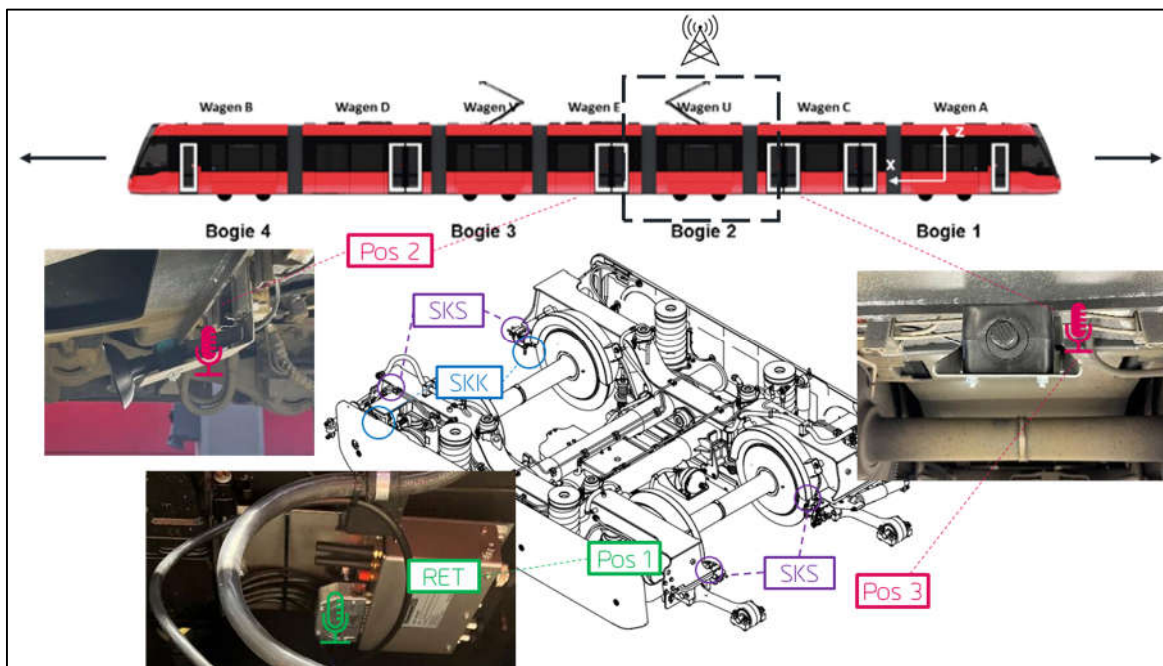 Wagen B Wagen D Wagen V Wagen E Wagen U Wagen C Wagen A
z
x
Bogie 4 Bogie 3 Bogie 2 Bogie 1
Pos 2
SKS
SKK
RET Pos 1
SKS
Pos 3